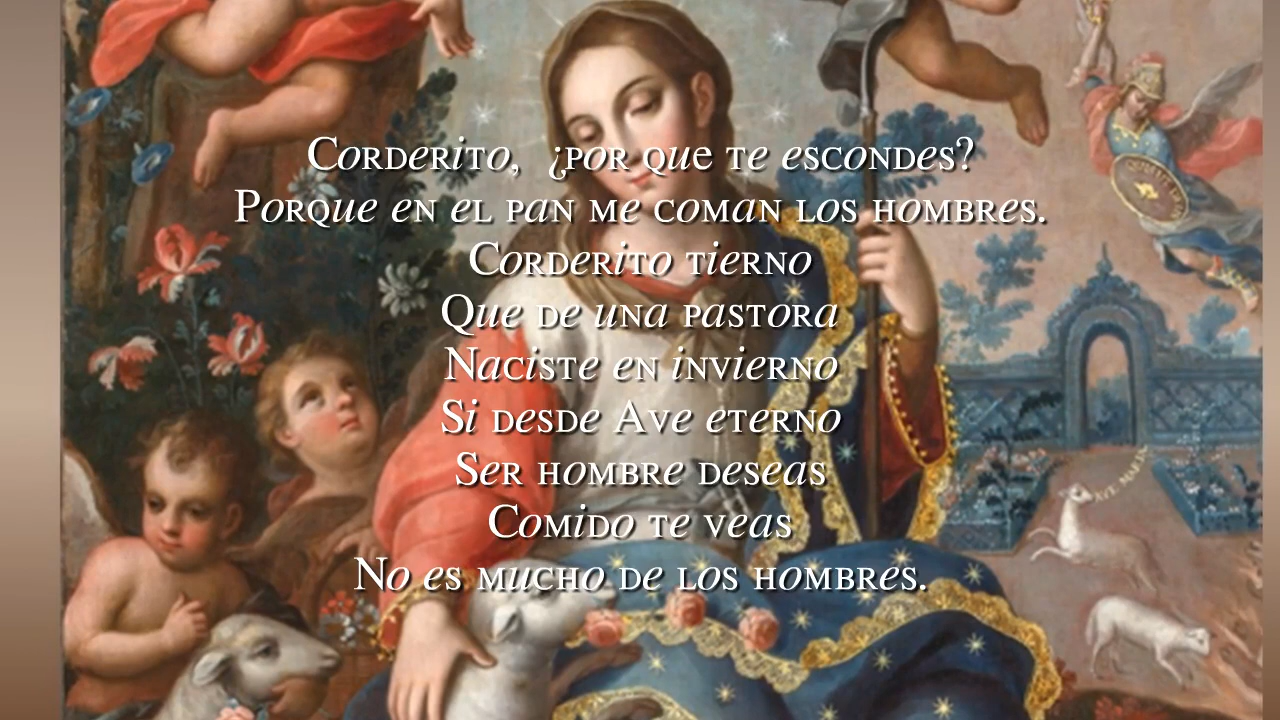 Corderito, ¿por que te escondes?
Porque en el pan me coman los hombres.
Corderito tierno
Que de una pastora
Naciste en invierno
Si desde Ave eterno
Ser hombre deseas
Comido te veas
No es mucho de los hombres.
AVE MARIA